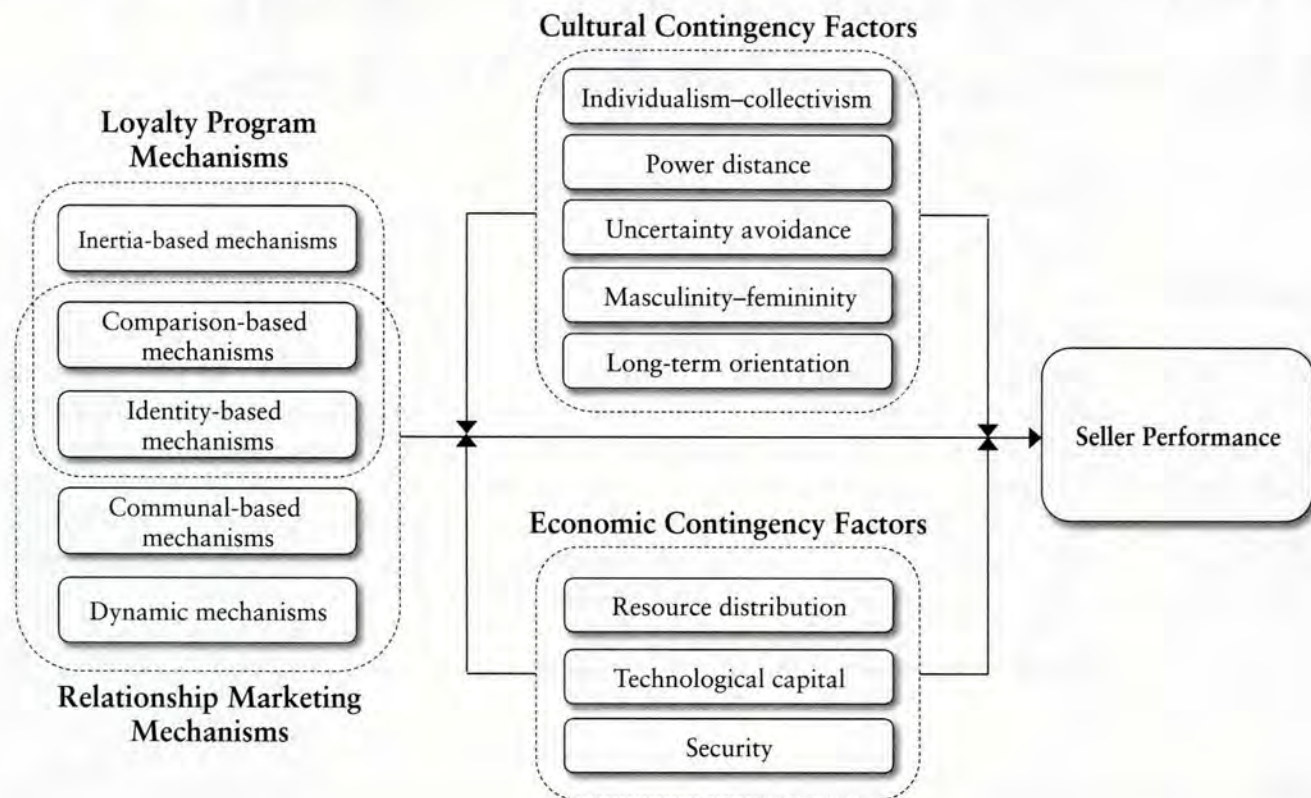 Cultural Contingency Factors
Individualism–collectivism
Power distance
Uncertainty avoidance
Masculinity–femininity
Long-term orientation
Loyalty Program
Mechanisms
Inertia-based mechanisms
Comparison-based
mechanisms
Identity-based
mechanisms
Communal-based
mechanisms
Dynamic mechanisms
Relationship Marketing
Mechanisms
Economic Contingency Factors
Resource distribution
Technological capital
Security
Seller Performance